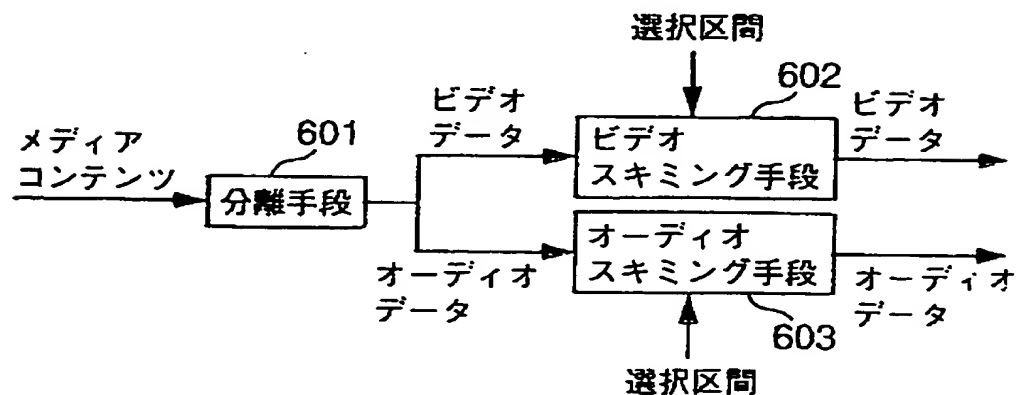 選択区間
602
ビデオ
データ
ビデオ
スキミング手段
ビデオ
データ
メディア
コンテンツ
601
分離手段
オーディオ
データ
オーディオ
スキミング手段
オーディオ
データ
603
選択区間